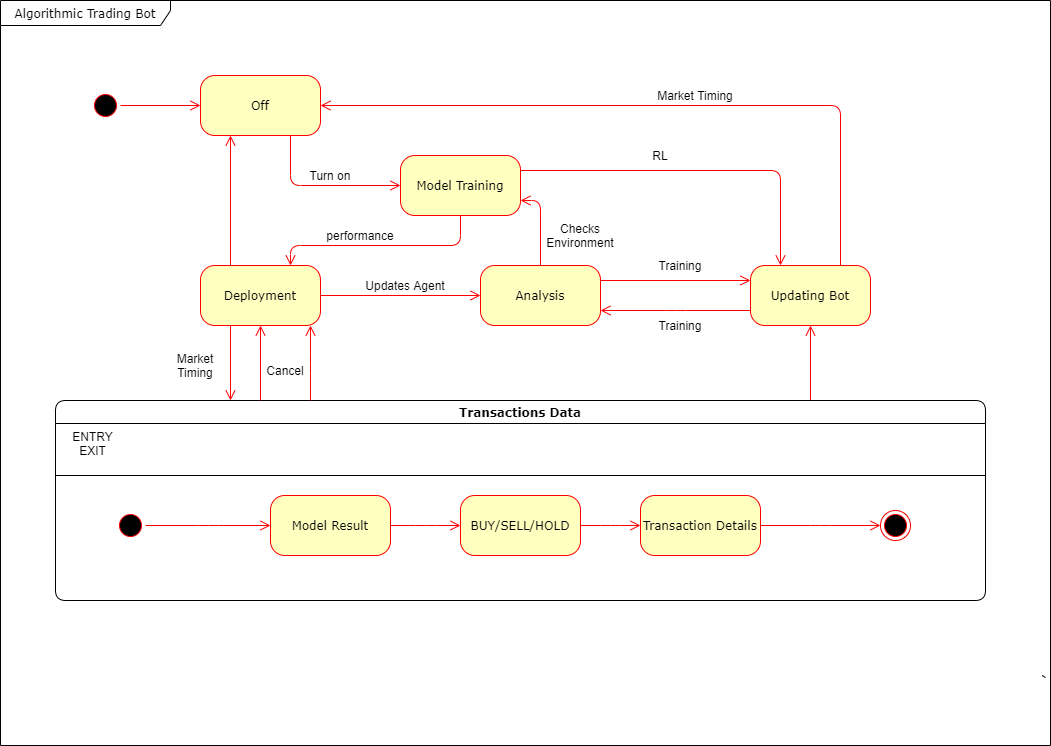 Algorithmic Trading Bot
Market Timing
Off
RL
Turn on
Model Training
Checks
Environment
performance
Training
Updates Agent
Deployment
Analysis
Updating Bot
Training
Market
Timing
Cancel
Transactions Data
ENTRY
EXIT
Model Result
BUY/SELL/HOLD
Transaction Details